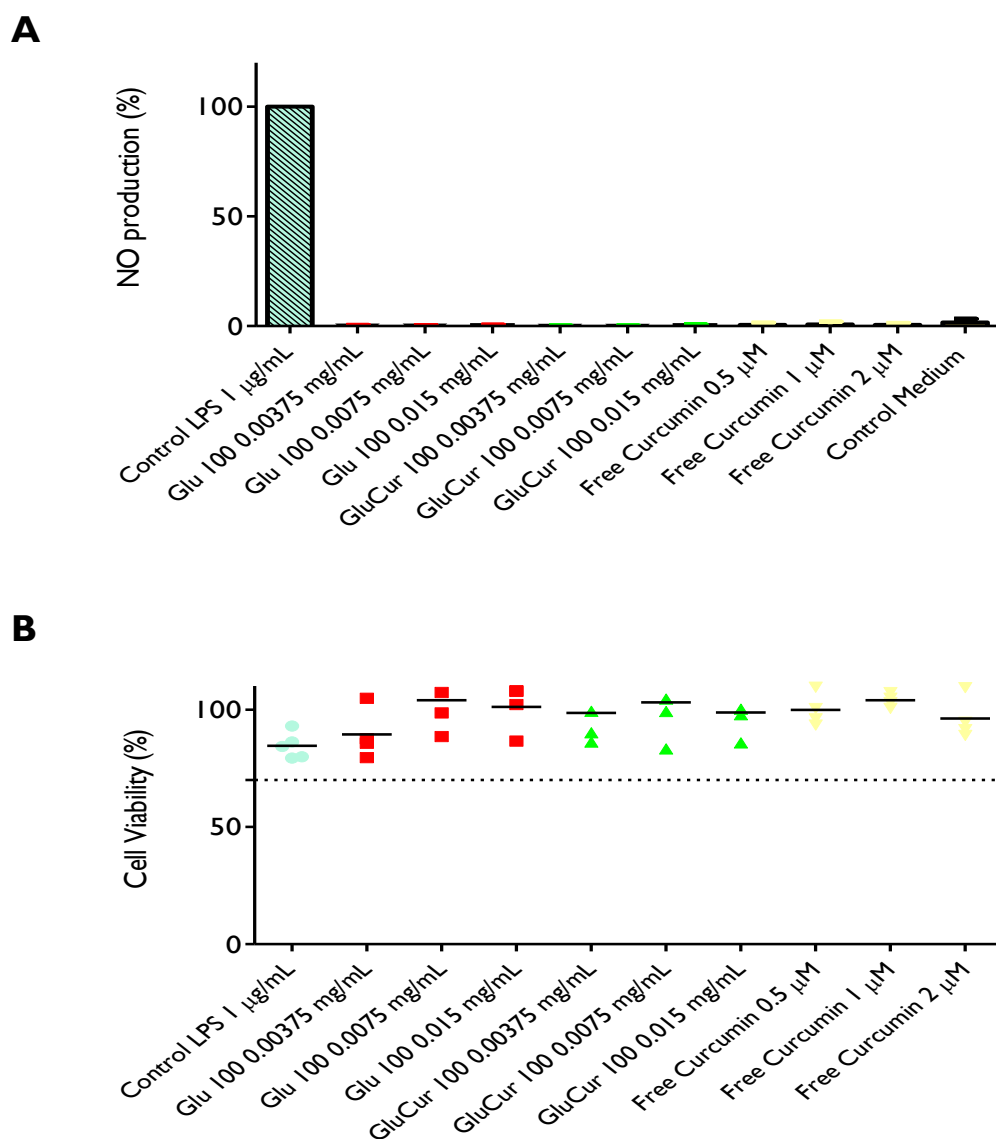 A
NO production (%)
100
50
0
Control LPS 1 μg/mL
Glu 100 0.00375 mg/mL
Glu 100 0.0075 mg/mL
Glu 100 0.015 mg/mL
GluCur 100 0.00375 mg/mL
GluCur 100 0.0075 mg/mL
GluCur 100 0.015 mg/mL
Free Curcumin 0.5 μM
Free Curcumin 1 μM
Free Curcumin 2 μM
Control Medium
B
Cell Viability (%)
100
50
0
Control LPS 1 μg/mL
Glu 100 0.00375 mg/mL
Glu 100 0.0075 mg/mL
Glu 100 0.015 mg/mL
GluCur 100 0.00375 mg/mL
GluCur 100 0.0075 mg/mL
GluCur 100 0.015 mg/mL
Free Curcumin 0.5 μM
Free Curcumin 1 μM
Free Curcumin 2 μM